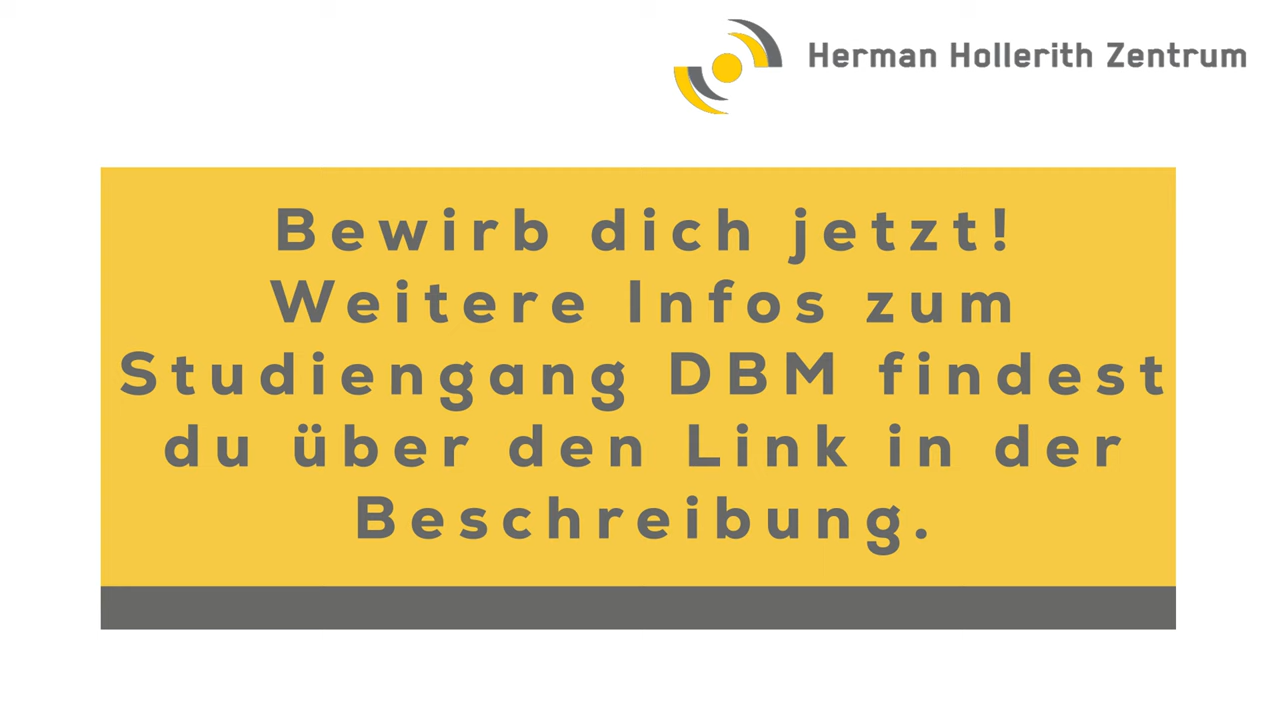 Herman Hollerith Zentrum
Bewirb dich jetzt!
Weitere Infos zum
Studiengang DBM findest
du über den Link in der
Beschreibung.